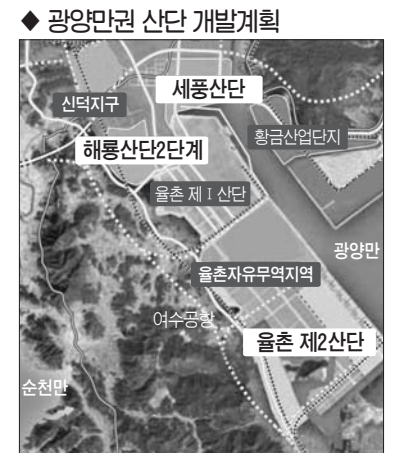 ◆ 광양만권 산단 개발계획
세풍산단
신덕지구
황금산업단지
해룡산단2단계
율촌 제Ⅰ산단
광양만
율촌자유무역지역
여수공항
율촌 제2산단
순천만